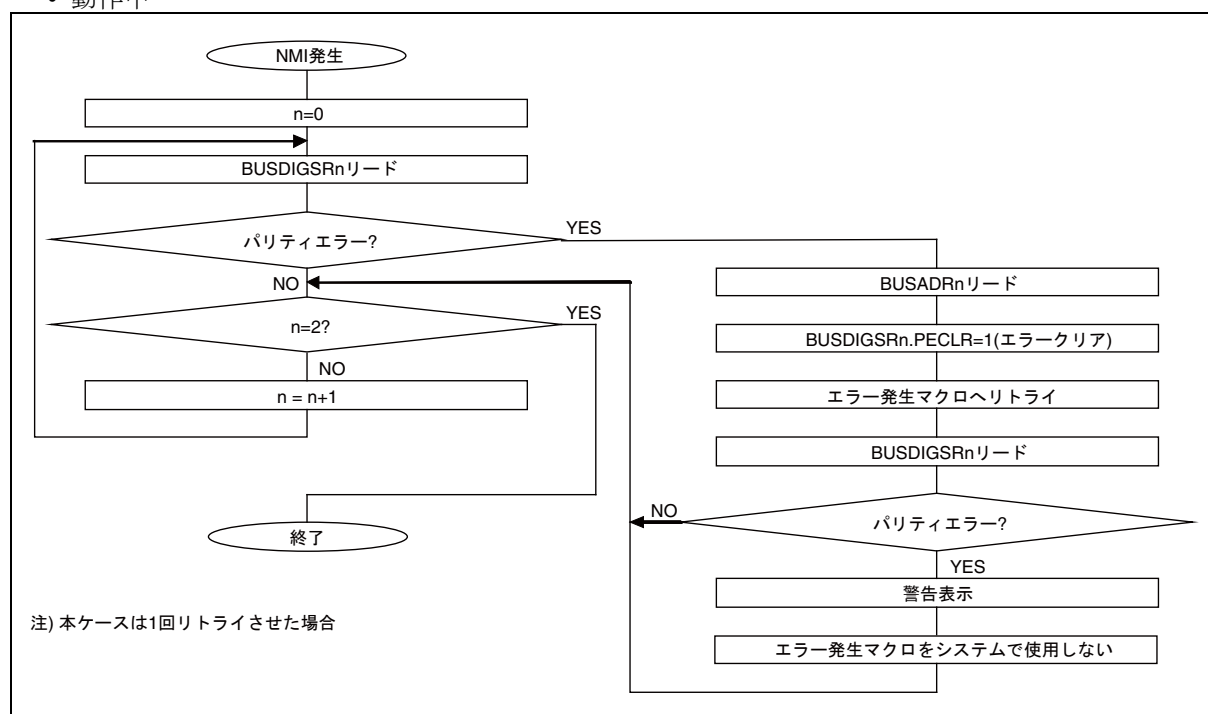 • 動作中
NMI発生
n=0
BUSDIGSRnリード
パリティエラー?
YES
NO
n=2?
YES
NO
n = n+1
終了
注) 本ケースは1回リトライさせた場合
BUSADRnリード
BUSDIGSRn.PECLR=1(エラークリア)
エラー発生マクロへリトライ
BUSDIGSRnリード
パリティエラー?
NO
YES
警告表示
エラー発生マクロをシステムで使用しない